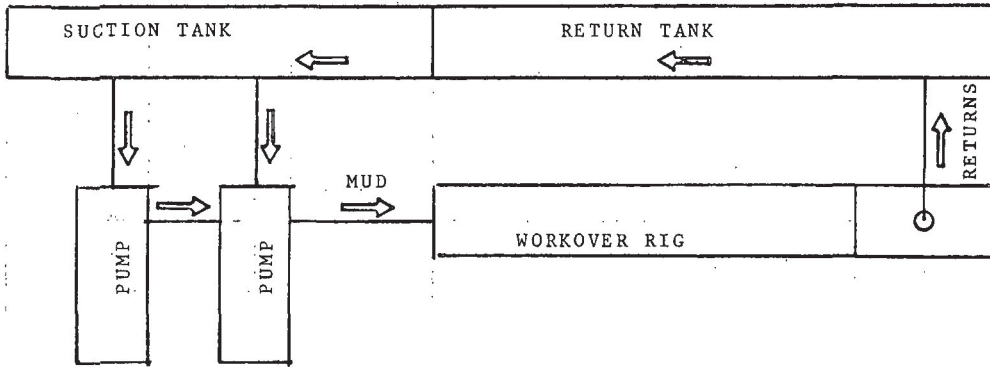 SUCTION TANK
RETURN TANK
RETURNS
MUD
PUMP
PUMP
WORKOVER RIG